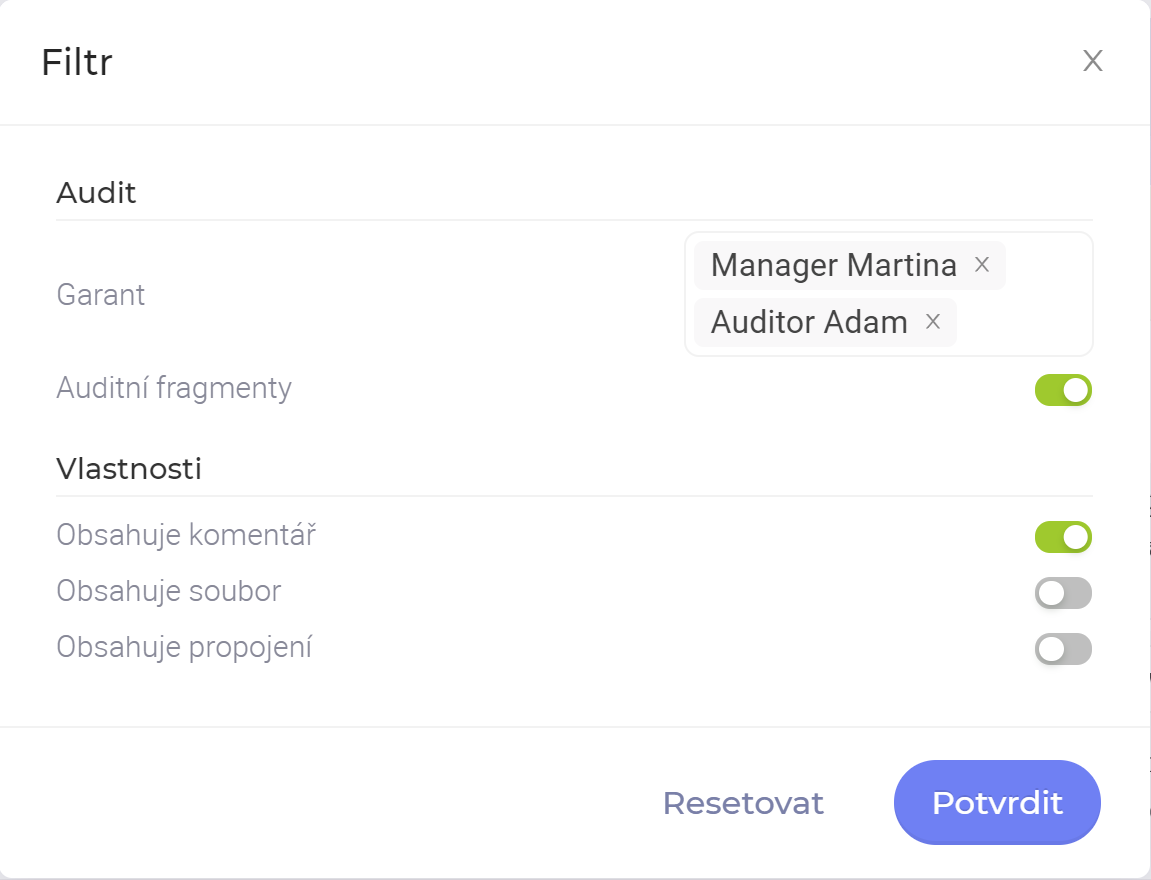 Filtr
X
Audit
Garant
Manager Martina X
Auditor Adam X
Auditní fragmenty
Vlastnosti
Obsahuje komentář
Obsahuje soubor
Obsahuje propojení
Resetovat
Potvrdit